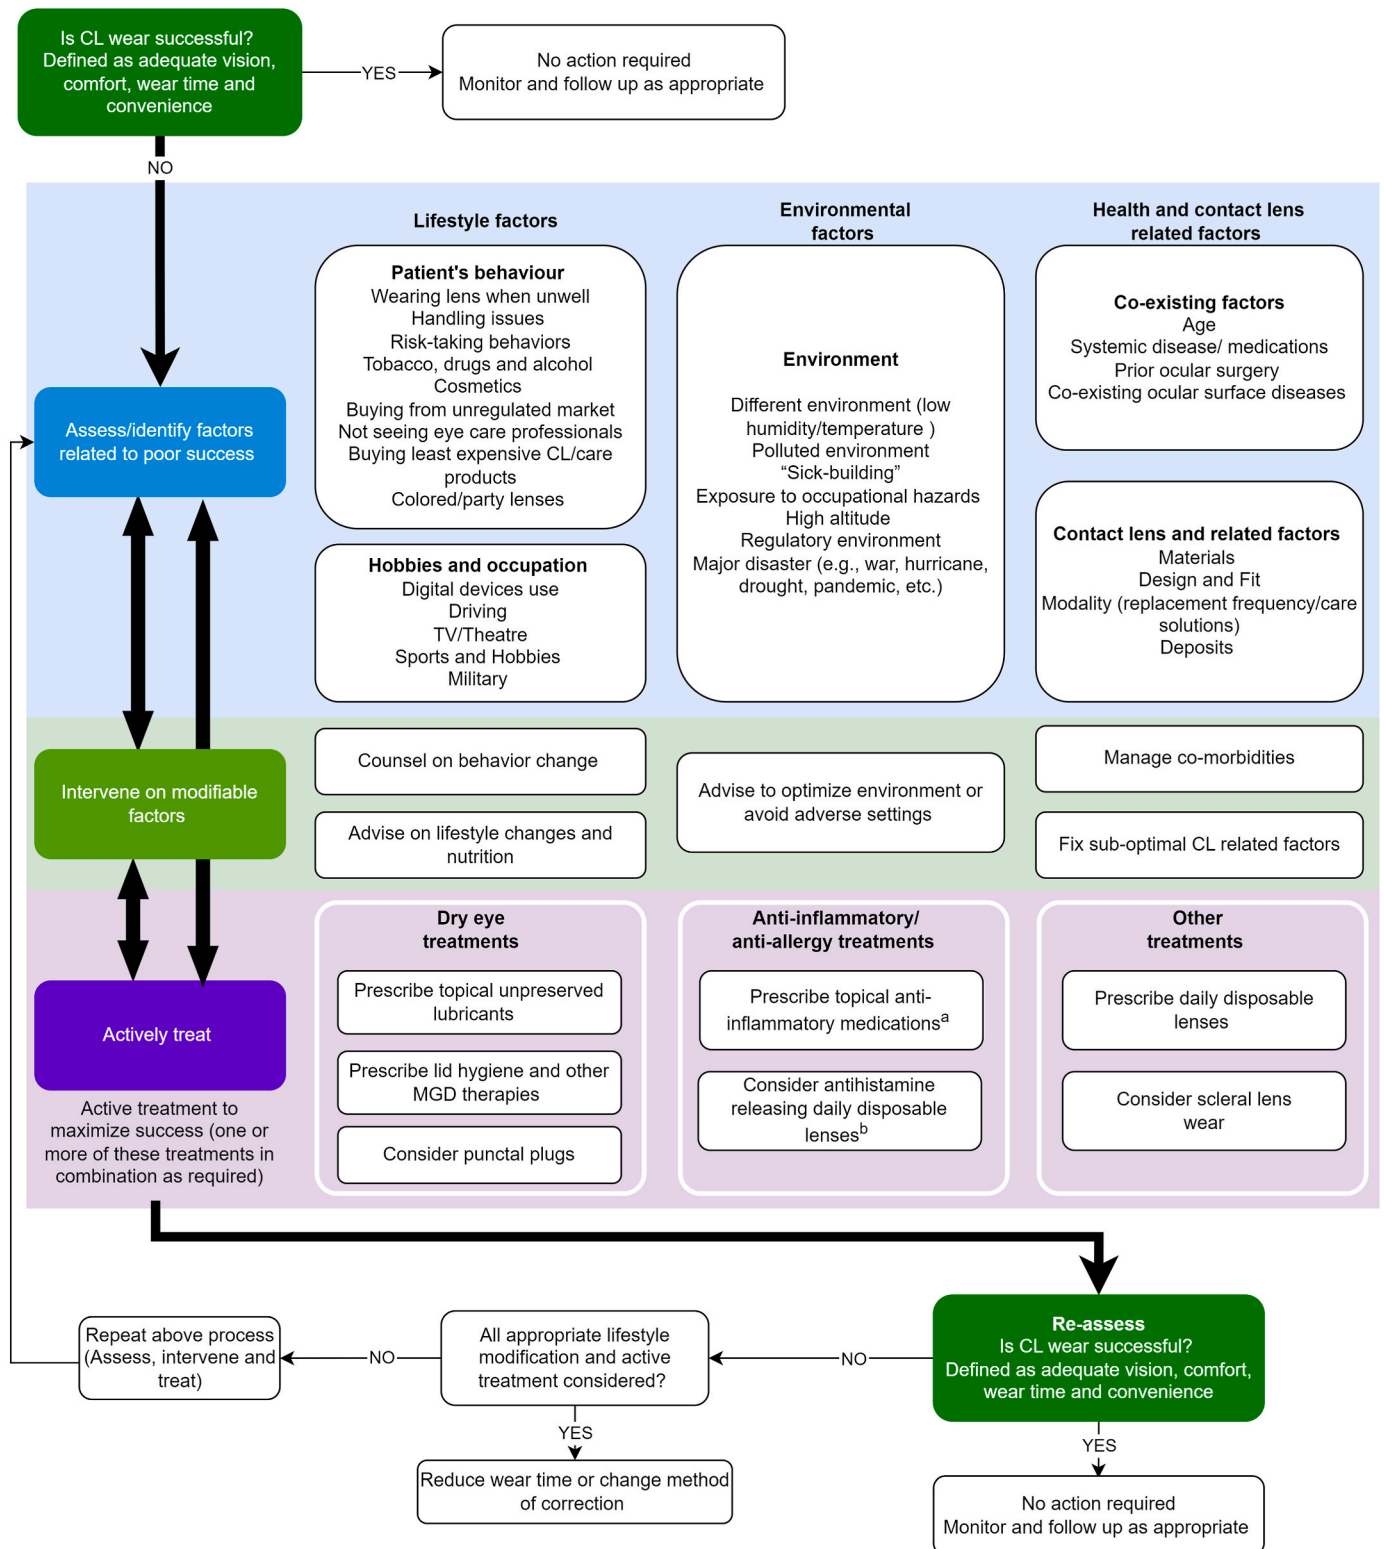 Is CL wear successful?
Defined as adequate vision,
comfort, wear time and
convenience
YES
No action required
Monitor and follow up as appropriate
NO
Lifestyle factors
Environmental
factors
Health and contact lens
related factors
Patient's behaviour
Wearing lens when unwell
Handling issues
Risk-taking behaviors
Tobacco, drugs and alcohol
Cosmetics
Buying from unregulated market
Not seeing eye care professionals
Buying least expensive CL/care
products
Colored/party lenses
Hobbies and occupation
Digital devices use
Driving
TV/Theatre
Sports and Hobbies
Military
Environment
Different environment (low
humidity/temperature )
Polluted environment
“Sick-building”
Exposure to occupational hazards
High altitude
Regulatory environment
Major disaster (e.g., war, hurricane,
drought, pandemic, etc.)
Co-existing factors
Age
Systemic disease/ medications
Prior ocular surgery
Co-existing ocular surface diseases
Contact lens and related factors
Materials
Design and Fit
Modality (replacement frequency/care
solutions)
Deposits
Assess/identify factors
related to poor success
Intervene on modifiable
factors
Counsel on behavior change
Advise on lifestyle changes and
nutrition
Advise to optimize environment or
avoid adverse settings
Manage co-morbidities
Fix sub-optimal CL related factors
Actively treat
Active treatment to
maximize success (one or
more of these treatments in
combination as required)
Dry eye
treatments
Prescribe topical unpreserved
lubricants
Prescribe lid hygiene and other
MGD therapies
Consider punctal plugs
Anti-inflammatory/
anti-allergy treatments
Prescribe topical anti-
inflammatory medicationsa
Consider antihistamine
releasing daily disposable
lensesb
Other
treatments
Prescribe daily disposable
lenses
Consider scleral lens
wear
Re-assess
Is CL wear successful?
Defined as adequate vision, comfort,
wear time and convenience
NO
All appropriate lifestyle
modification and active
treatment considered?
NO
Repeat above process
(Assess, intervene and
treat)
YES
Reduce wear time or change method
of correction
YES
No action required
Monitor and follow up as appropriate